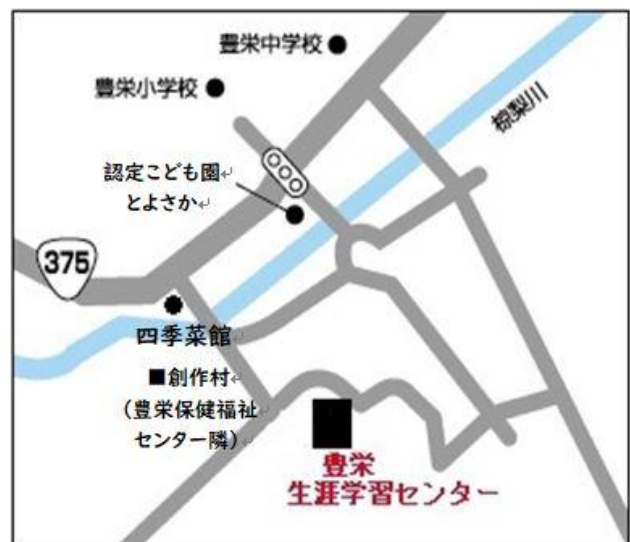 豊栄中学校
豊栄小学校
椋梨川
認定こども園
とよさか
375
四季菜館
■創作村
（豊栄保健福祉
センター隣）
豊栄
生涯学習センター